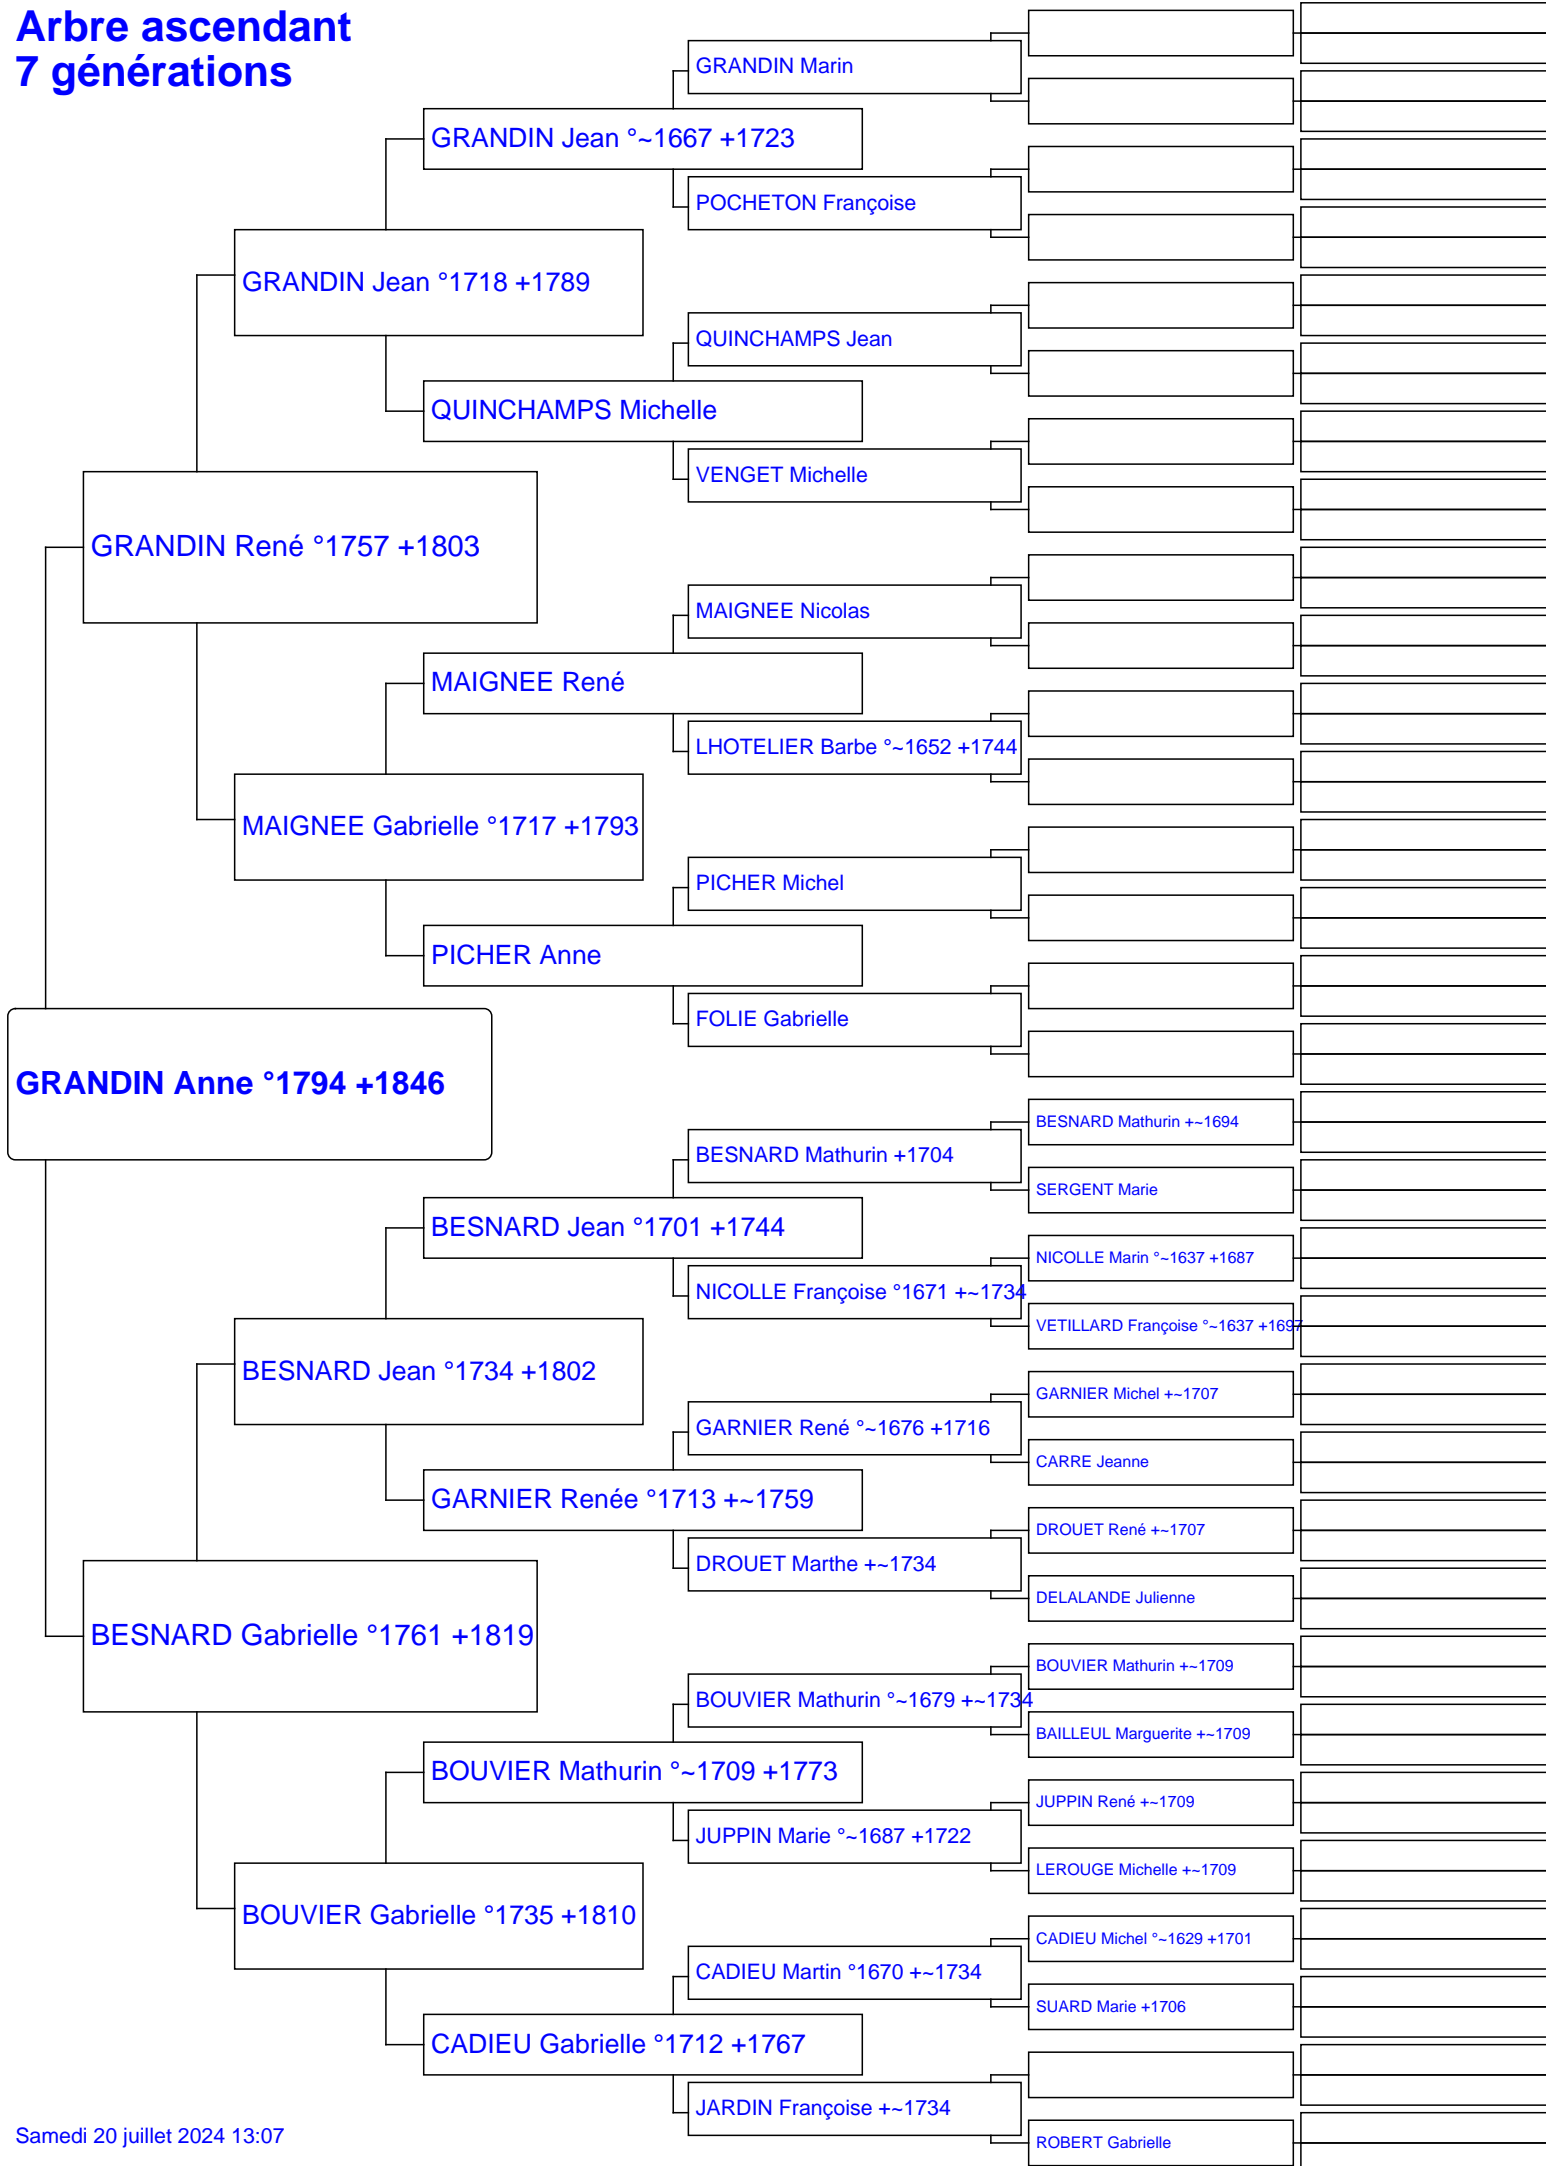 Arbre ascendant
7 générations
GRANDIN Marin
GRANDIN Jean °~1667 +1723
POCHETON Françoise
GRANDIN Jean °1718 +1789
QUINCHAMPS Jean
QUINCHAMPS Michelle
VENGET Michelle
GRANDIN René °1757 +1803
MAIGNEE Nicolas
MAIGNEE René
LHOTELIER Barbe °~1652 +1744
MAIGNEE Gabrielle °1717 +1793
PICHER Michel
PICHER Anne
FOLIE Gabrielle
GRANDIN Anne °1794 +1846
BESNARD Mathurin +~1694
BESNARD Mathurin +1704
SERGENT Marie
BESNARD Jean °1701 +1744
NICOLLE Marin °~1637 +1687
NICOLLE Françoise °1671 +~1734
VETILLARD Françoise °~1637 +1697
BESNARD Jean °1734 +1802
GARNIER Michel +~1707
GARNIER René °~1676 +1716
CARRE Jeanne
GARNIER Renée °1713 +~1759
DROUET René +~1707
DROUET Marthe +~1734
DELALANDE Julienne
BESNARD Gabrielle °1761 +1819
BOUVIER Mathurin +~1709
BOUVIER Mathurin °~1679 +~1734
BAILLEUL Marguerite +~1709
BOUVIER Mathurin °~1709 +1773
JUPPIN René +~1709
JUPPIN Marie °~1687 +1722
LEROUGE Michelle +~1709
BOUVIER Gabrielle °1735 +1810
CADIEU Michel °~1629 +1701
CADIEU Martin °1670 +~1734
SUARD Marie +1706
CADIEU Gabrielle °1712 +1767
JARDIN Françoise +~1734
ROBERT Gabrielle
Samedi 20 juillet 2024 13:07